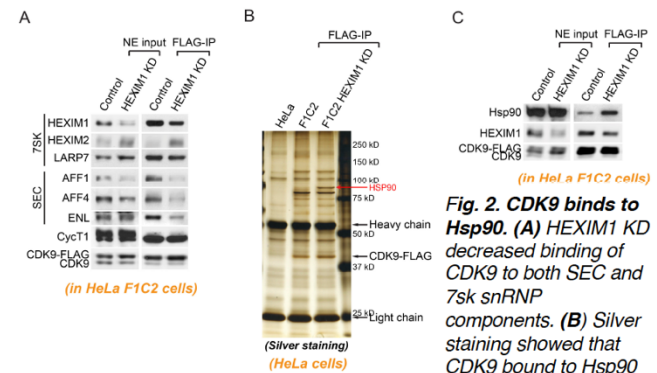 A
NE input
FLAG-IP
Control
HEXIM1 KD
Control
HEXIM1 KD
7SK
HEXIM1
HEXIM2
LARP7
SEC
AFF1
AFF4
ENL
CycT1
CDK9-FLAG
CDK9
(in HeLa F1C2 cells)
B
FLAG-IP
HeLa
F1C2
F1C2 HEXIM1 KD
250 kD
150 kD
100 kD
HSP90
75 kD
Heavy chain
50 kD
CDK9-FLAG
37 kD
25 kD
Light chain
(Silver staining)
(HeLa cells)
C
NE input
FLAG-IP
Control
HEXIM1 KD
Control
HEXIM1 KD
Hsp90
HEXIM1
CDK9-FLAG
CDK9
(in HeLa F1C2 cells)
Fig. 2. CDK9 binds to
Hsp90. (A) HEXIM1 KD
decreased binding of
CDK9 to both SEC and
7sk snRNP
components. (B) Silver
staining showed that
CDK9 bound to Hsp90